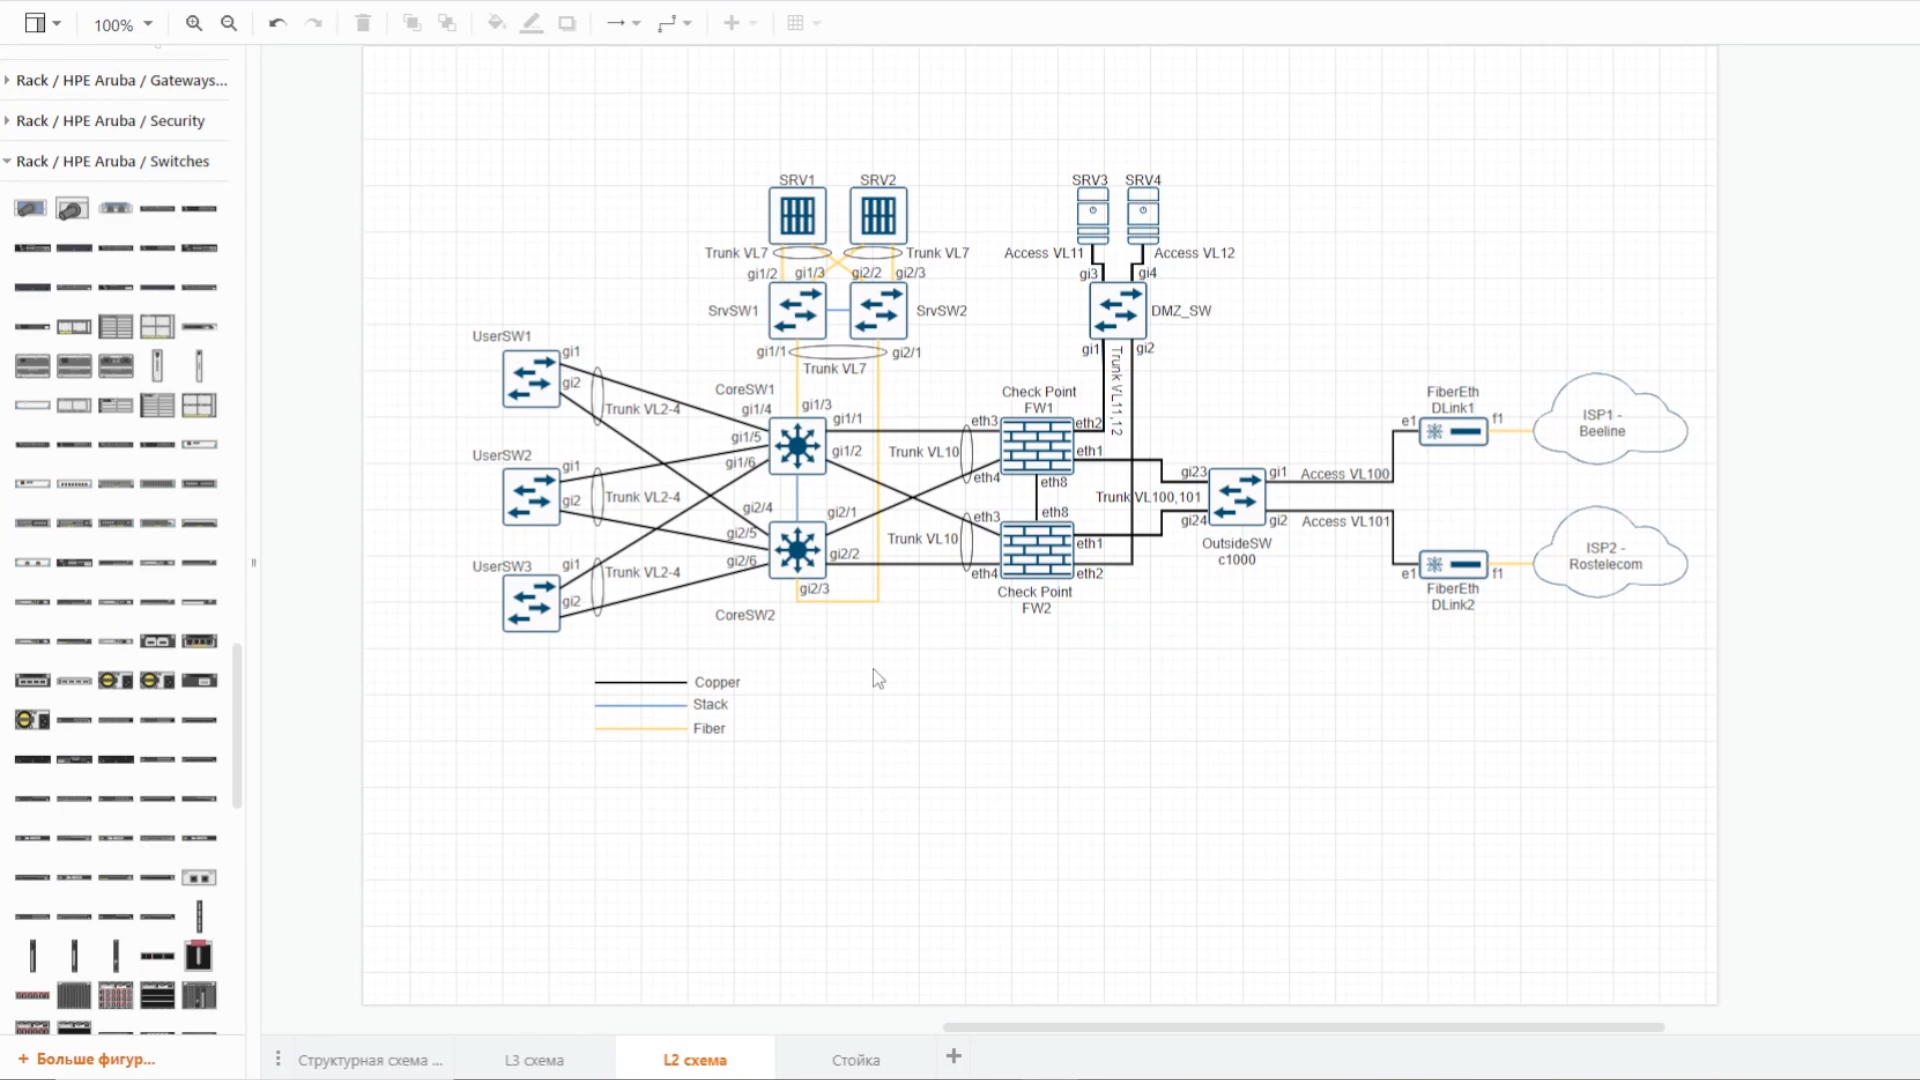 100%
Rack / HPE Aruba / Gateways...
Rack / HPE Aruba / Security
Rack / HPE Aruba / Switches
SRV1
SRV2
SRV3
SRV4
Trunk VL7
Trunk VL7
Access VL11
Access VL12
gi1/2
gi1/3
gi2/2
gi2/3
gi3
gi4
SrvSW1
SrvSW2
DMZ_SW
UserSW1
gi1/1
gi2/1
gi1
gi2
Trunk VL7
Trunk VL11,12
gi1
gi2
Trunk VL2-4
CoreSW1
gi1/4
gi1/3
gi1/1
gi1/5
gi1/2
gi1/6
Check Point
FW1
eth3
eth2
Trunk VL10
eth1
eth4
eth8
FiberEth
DLink1
e1
f1
ISP1 -
Beeline
UserSW2
gi1
gi2
Trunk VL2-4
gi2/4
gi2/1
gi2/5
gi2/2
gi2/6
gi2/3
CoreSW2
eth8
eth3
Trunk VL10
eth1
eth4
eth2
Check Point
FW2
gi23
gi1
Access VL100
Trunk VL100,101
gi24
gi2
Access VL101
OutsideSW
c1000
ISP2 -
Rostelecom
e1
f1
FiberEth
DLink2
UserSW3
gi1
gi2
Trunk VL2-4
Copper
Stack
Fiber
+ Больше фигур...
Структурная схема ...
L3 схема
L2 схема
Стойка
+